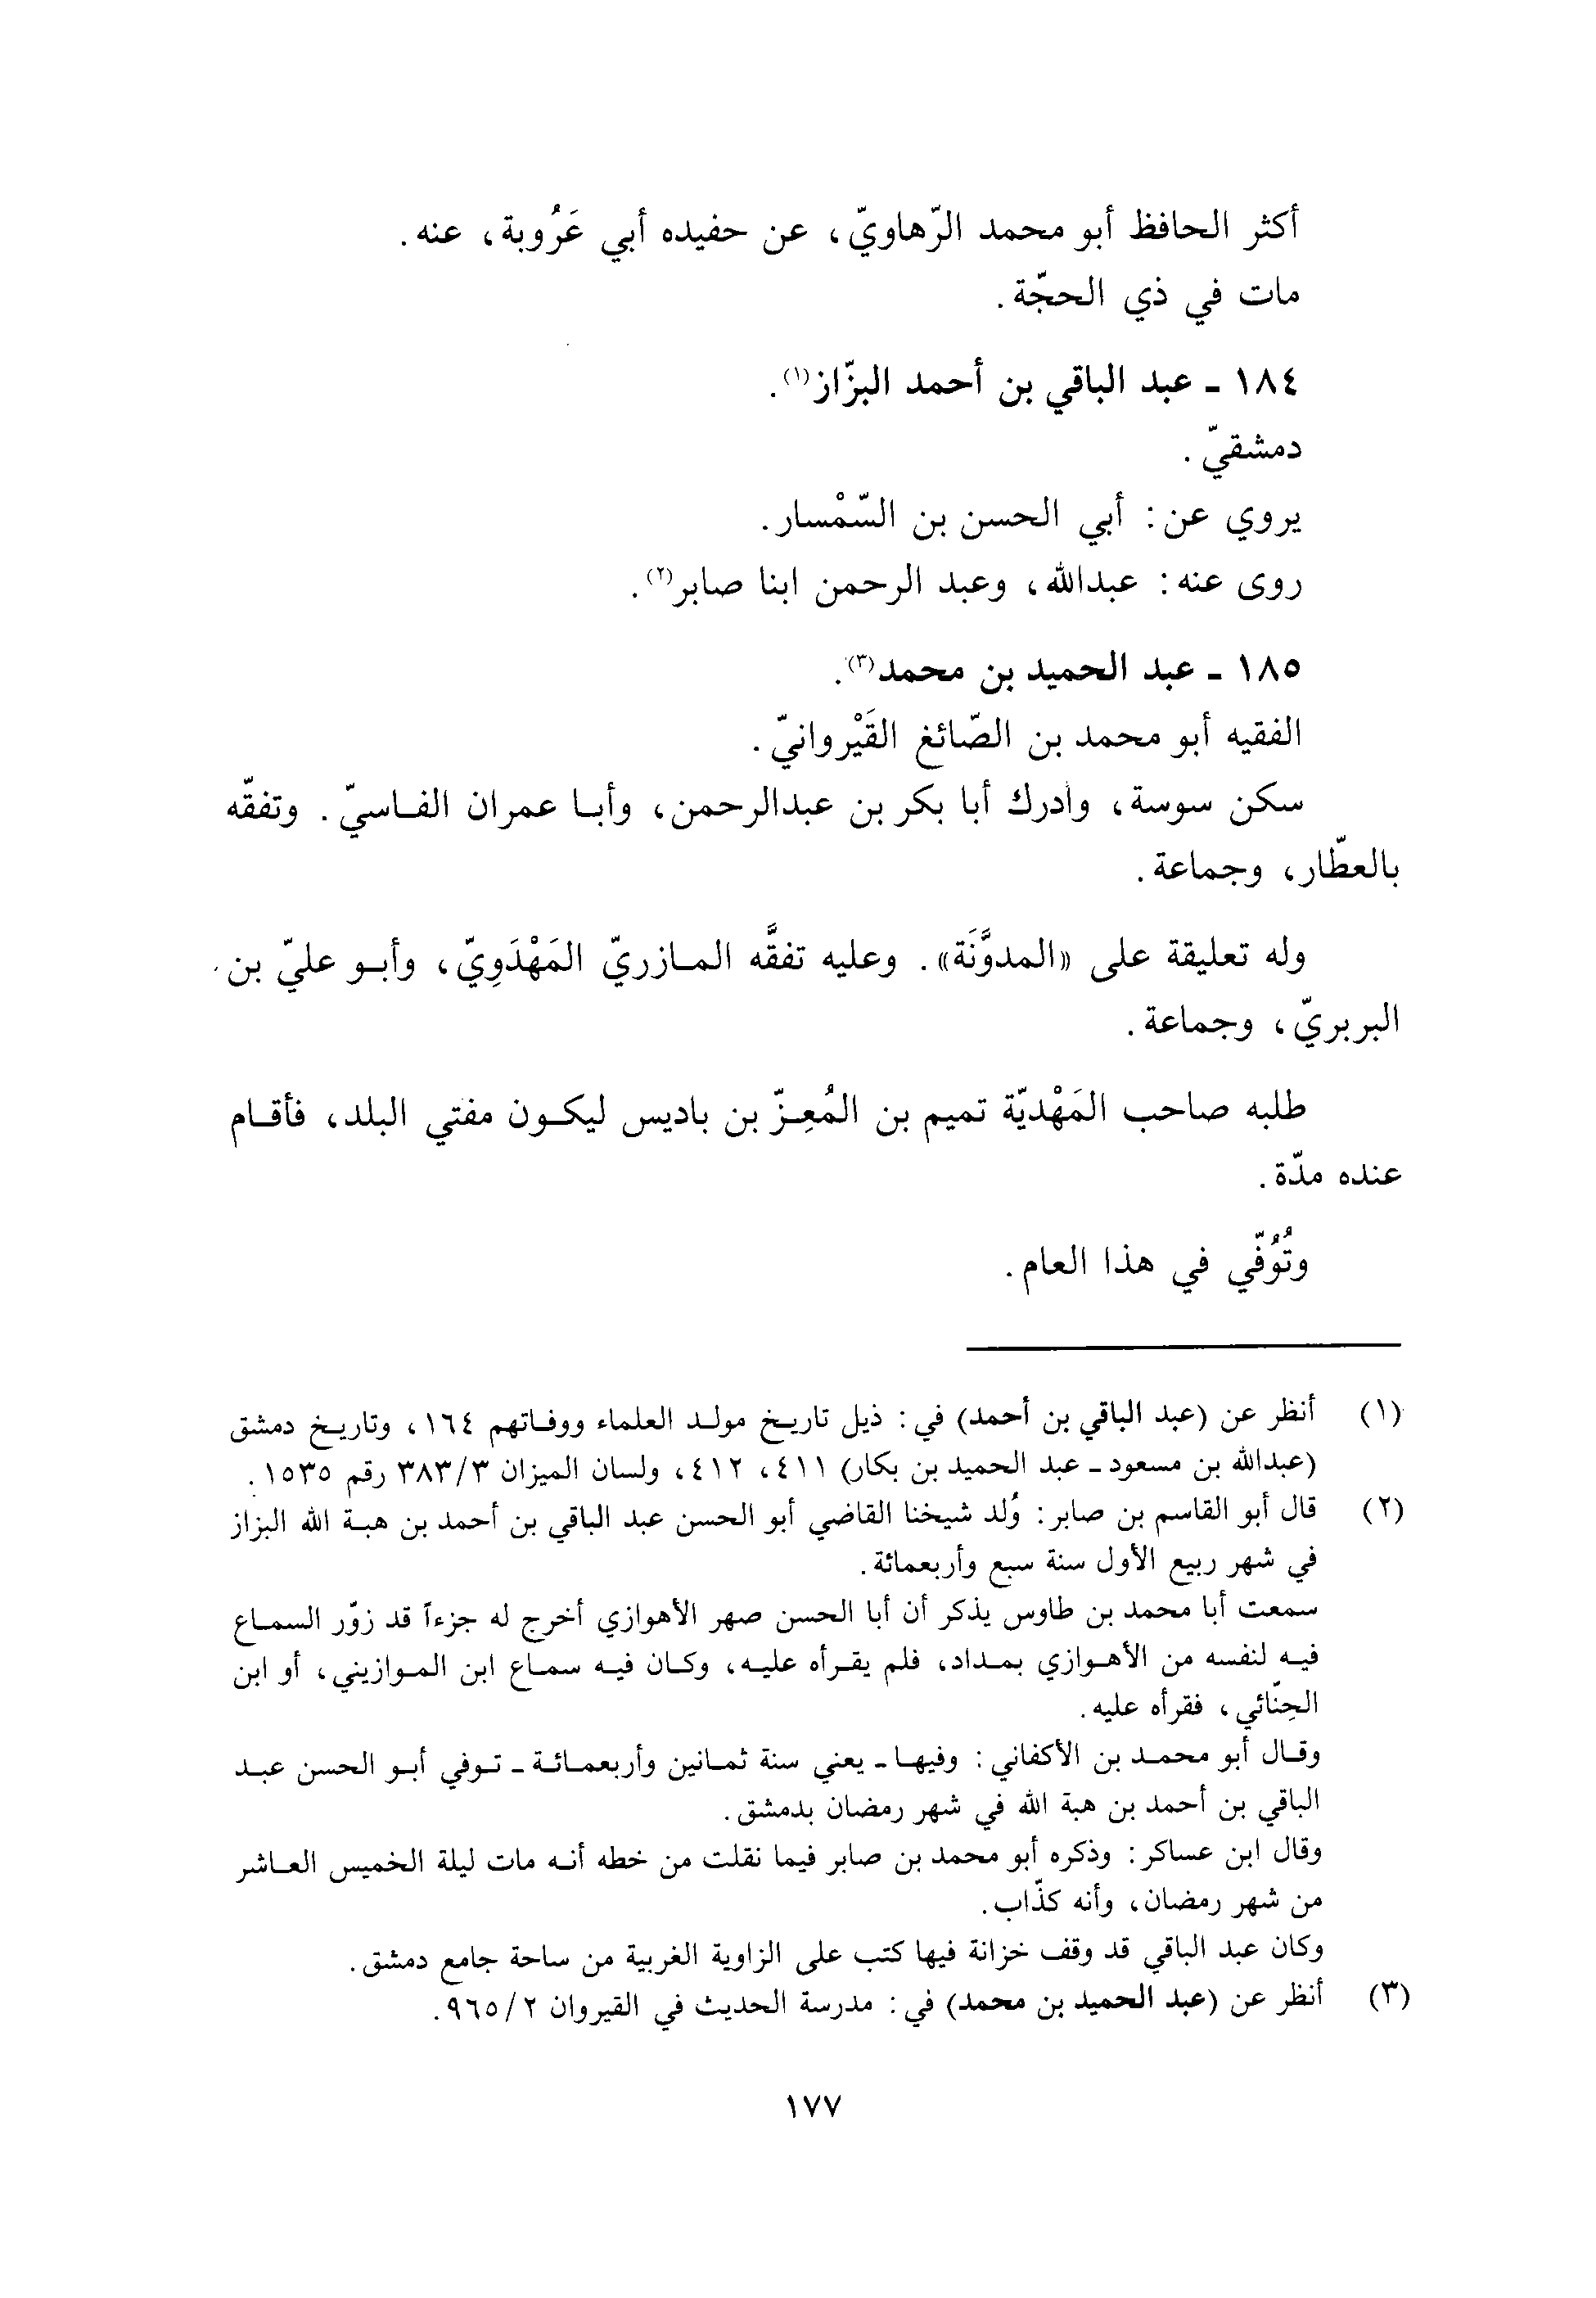 أكثر الحافظ أبو محمد الرّهاويّ، عن حفيده أبي عَرُوبة، عنه.
مات في ذي الحجّة.
١٨٤ ـ عبد الباقي بن أحمد البزّاز(١).
دمشقيّ.
يروي عن: أبي الحسن بن السّمْسار.
روى عنه: عبدالله، وعبد الرحمن ابنا صابر(٢).
١٨٥ ـ عبد الحميد بن محمد(٣).
الفقيه أبو محمد بن الصّائغ القَيْروانيّ.
سكن سوسة، وأدرك أبا بكر بن عبدالرحمن، وأبا عمران الفاسيّ. وتفقّه
بالعطّار، وجماعة.
وله تعليقة على «المدوَّنَة». وعليه تفقَّه المازريّ المَهْدَوِيّ، وأبو عليّ بن
البربريّ، وجماعة.
طلبه صاحب المَهْديّة تميم بن المُعِزّ بن باديس ليكون مفتي البلد، فأقام
عنده مدّة.
وتُوُفّي في هذا العام.
(١) أنظر عن (عبد الباقي بن أحمد) في: ذيل تاريخ مولد العلماء ووفاتهم ١٦٤، وتاريخ دمشق
(عبدالله بن مسعود ـ عبد الحميد بن بكار) ٤١١، ٤١٢، ولسان الميزان ٣/٣٨٣ رقم ١٥٣٥.
(٢) قال أبو القاسم بن صابر: وُلد شيخنا القاضي أبو الحسن عبد الباقي بن أحمد بن هبة الله البزاز
في شهر ربيع الأول سنة سبع وأربعمائة.
سمعت أبا محمد بن طاوس يذكر أن أبا الحسن صهر الأهوازي أخرج له جزءاً قد زوّر السماع
فيه لنفسه من الأهوازي بمداد، فلم يقرأه عليه، وكان فيه سماع ابن الموازيني، أو ابن
الحِنّائي، فقرأه عليه.
وقال أبو محمد بن الأكفاني: وفيها ـ يعني سنة ثمانين وأربعمائة ـ توفي أبو الحسن عبد
الباقي بن أحمد بن هبة الله في شهر رمضان بدمشق.
وقال ابن عساكر: وذكره أبو محمد بن صابر فيما نقلت من خطه أنه مات ليلة الخميس العاشر
من شهر رمضان، وأنه كذّاب.
وكان عبد الباقي قد وقف خزانة فيها كتب على الزاوية الغربية من ساحة جامع دمشق.
(٣) أنظر عن (عبد الحميد بن محمد) في: مدرسة الحديث في القيروان ٢/٩٦٥.
١٧٧